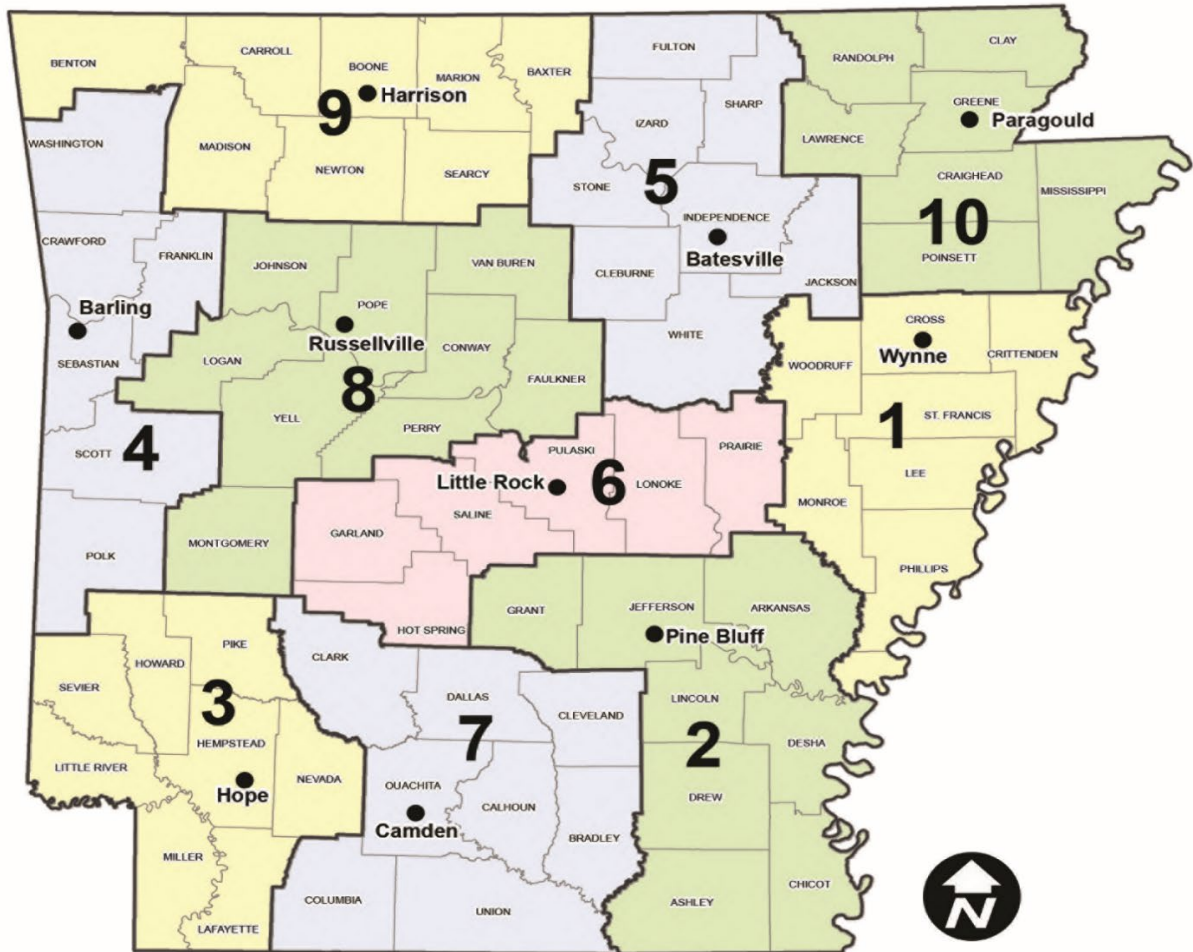 BENTON
CARROLL
BOONE
MARION
BAXTER
Harrison
9
WASHINGTON
MADISON
NEWTON
SEARCY
FULTON
SHARP
IZARD
STONE
5
INDEPENDENCE
Batesville
CLEBURNE
JACKSON
WHITE
RANDOLPH
CLAY
GREENE
Paragould
LAWRENCE
CRAIGHEAD
MISSISSIPPI
10
POINSETT
CRAWFORD
FRANKLIN
Barling
SEBASTIAN
SCOTT
4
POLK
JOHNSON
VAN BUREN
POPE
Russellville
CONWAY
LOGAN
8
FAULKNER
YELL
PERRY
MONTGOMERY
CROSS
Wynne
CRITTENDEN
WOODRUFF
1
ST. FRANCIS
LEE
MONROE
PHILLIPS
PULASKI
PRAIRIE
Little Rock
6
LONOKE
SALINE
GARLAND
HOT SPRING
GRANT
JEFFERSON
ARKANSAS
Pine Bluff
LINCOLN
2
DESHA
DREW
CHICOT
ASHLEY
PIKE
HOWARD
SEVIER
3
HEMPSTEAD
LITTLE RIVER
NEVADA
Hope
MILLER
LAFAYETTE
CLARK
DALLAS
CLEVELAND
7
OUACHITA
CALHOUN
Camden
BRADLEY
COLUMBIA
UNION
N